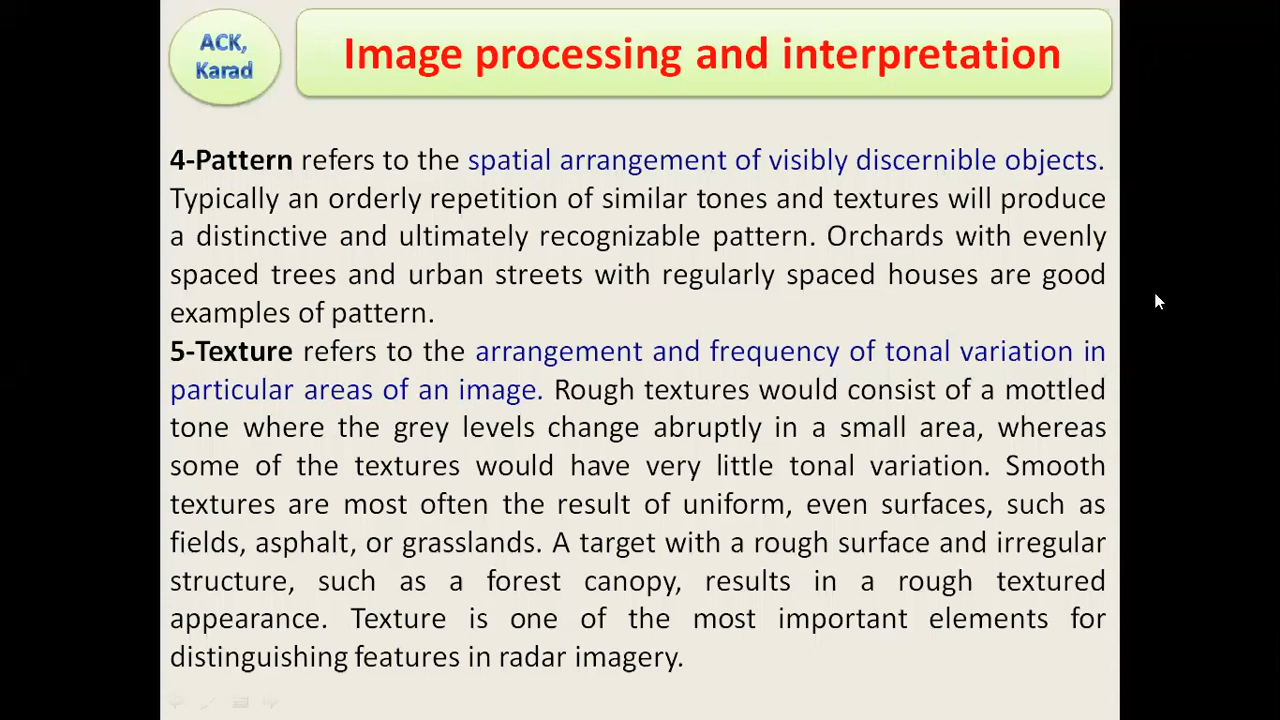 ACK,
Karad
Image processing and interpretation
4-Pattern refers to the spatial arrangement of visibly discernible objects.
Typically an orderly repetition of similar tones and textures will produce
a distinctive and ultimately recognizable pattern. Orchards with evenly
spaced trees and urban streets with regularly spaced houses are good
examples of pattern.
5-Texture refers to the arrangement and frequency of tonal variation in
particular areas of an image. Rough textures would consist of a mottled
tone where the grey levels change abruptly in a small area, whereas
some of the textures would have very little tonal variation. Smooth
textures are most often the result of uniform, even surfaces, such as
fields, asphalt, or grasslands. A target with a rough surface and irregular
structure, such as a forest canopy, results in a rough textured
appearance. Texture is one of the most important elements for
distinguishing features in radar imagery.